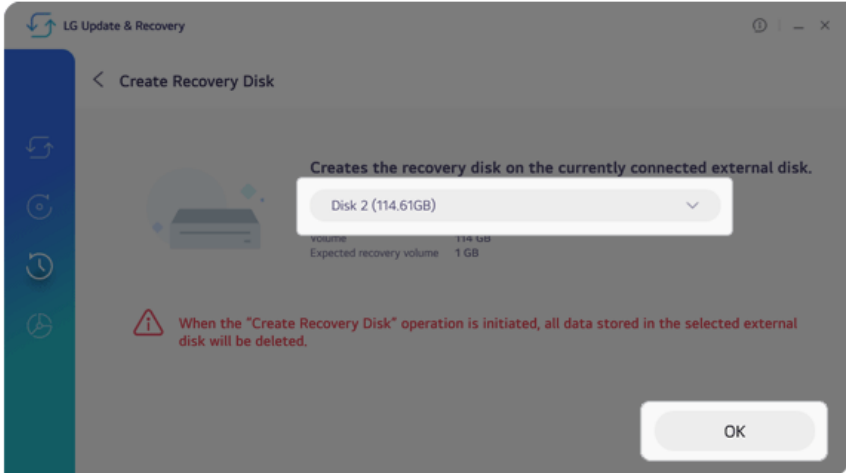 LG Update & Recovery
Create Recovery Disk
Creates the recovery disk on the currently connected external disk.
Disk 2 (114.61GB)
volume 114 GB
Expected recovery volume 1 GB
When the "Create Recovery Disk" operation is initiated, all data stored in the selected external
disk will be deleted.
OK